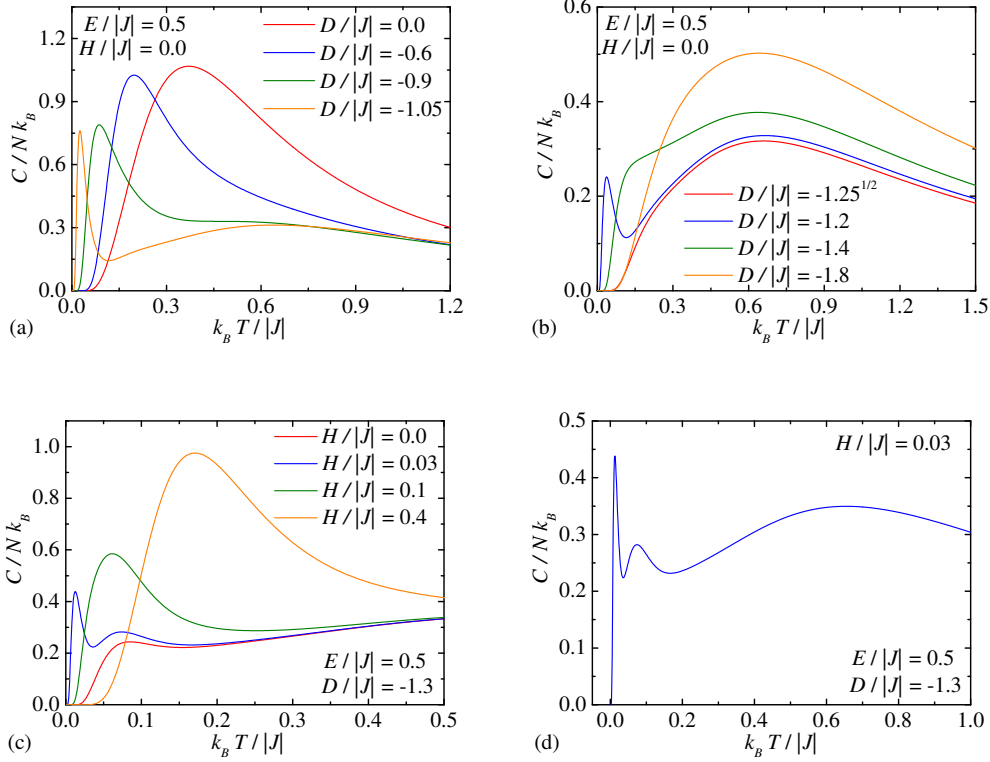 E / |J| = 0.5
H / |J| = 0.0
D / |J| = 0.0
D / |J| = -0.6
D / |J| = -0.9
D / |J| = -1.05
C / N k_B
1.2
0.9
0.6
0.3
0.0
0.0 0.3 0.6 0.9 1.2
k_B T / |J|
(a)
E / |J| = 0.5
H / |J| = 0.0
D / |J| = -1.25^{1/2}
D / |J| = -1.2
D / |J| = -1.4
D / |J| = -1.8
C / N k_B
0.6
0.4
0.2
0.0
0.0 0.3 0.6 0.9 1.2 1.5
k_B T / |J|
(b)
H / |J| = 0.0
H / |J| = 0.03
H / |J| = 0.1
H / |J| = 0.4
E / |J| = 0.5
D / |J| = -1.3
C / N k_B
1.0
0.8
0.6
0.4
0.2
0.0
0.0 0.1 0.2 0.3 0.4 0.5
k_B T / |J|
(c)
H / |J| = 0.03
E / |J| = 0.5
D / |J| = -1.3
C / N k_B
0.5
0.4
0.3
0.2
0.1
0.0
0.0 0.2 0.4 0.6 0.8 1.0
k_B T / |J|
(d)